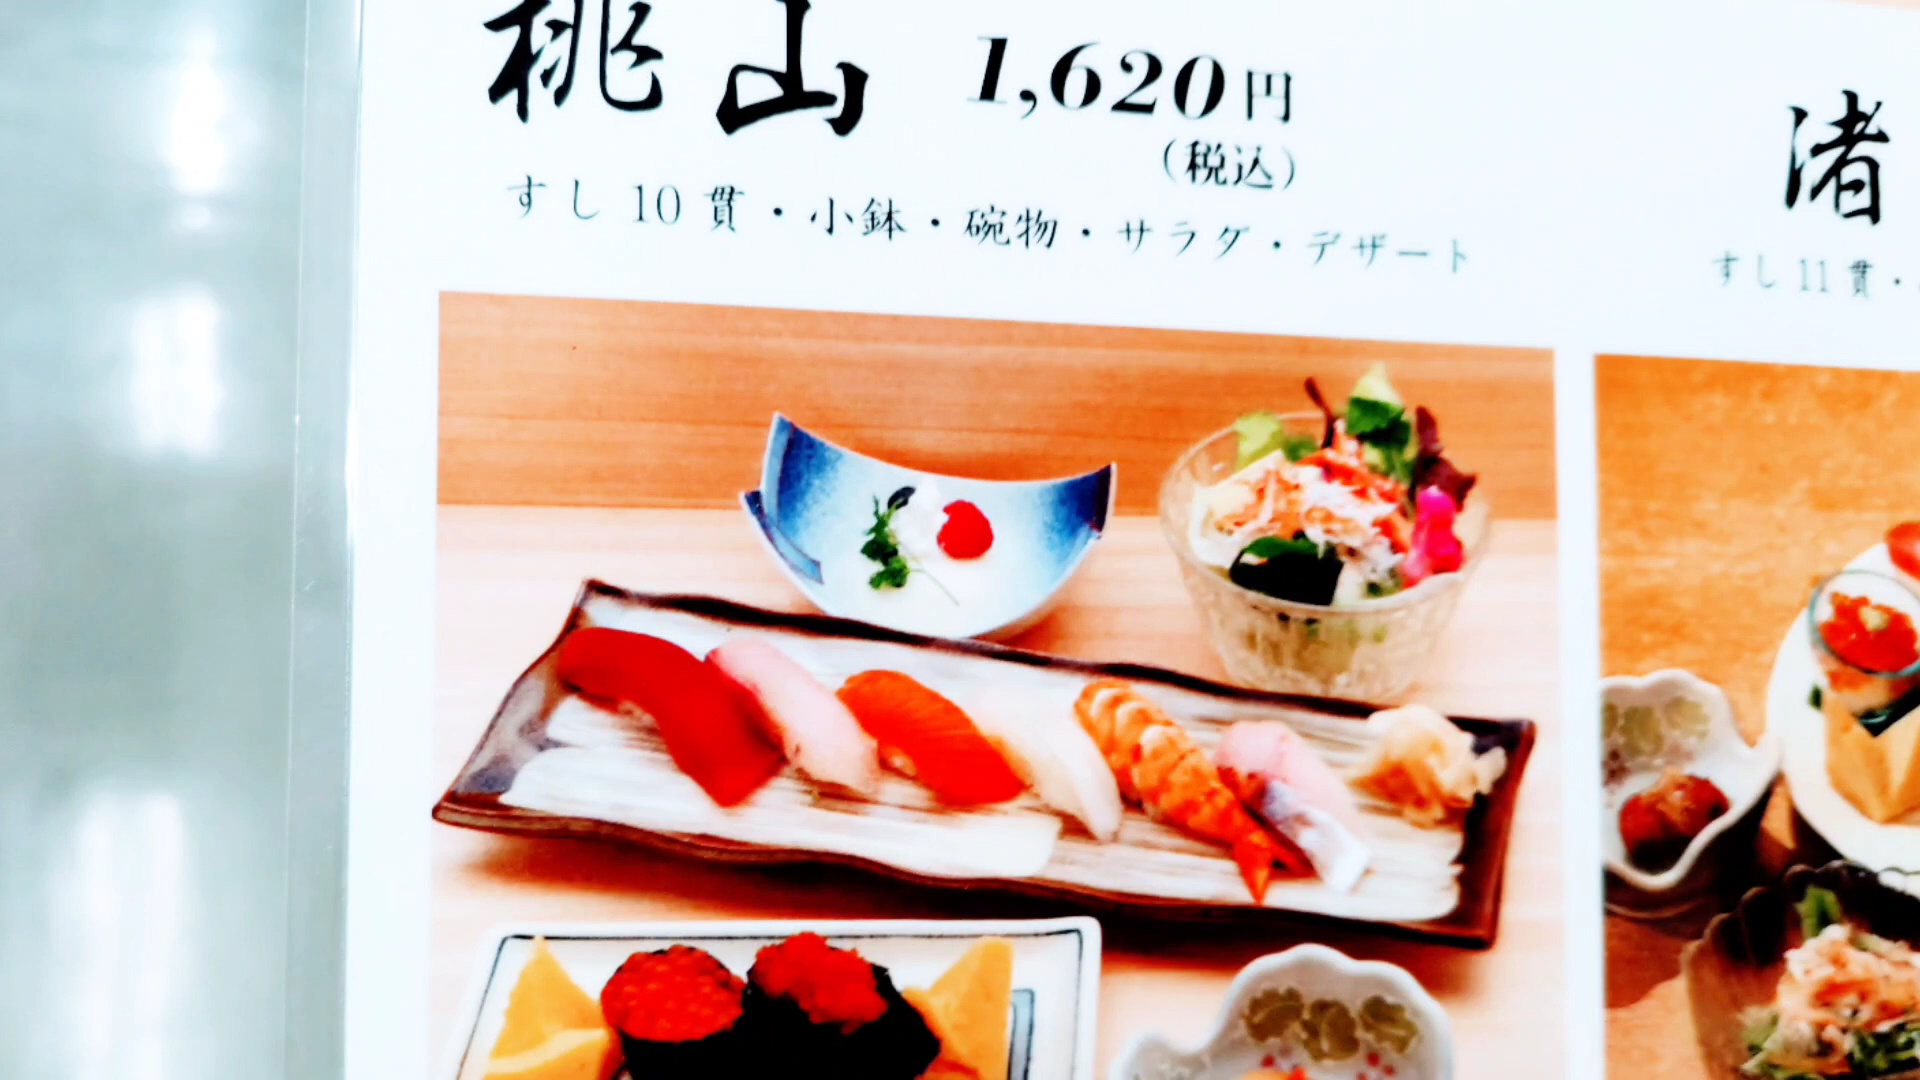 桃山 1,620円
(税込)
すし10貫・小鉢・碗物・サラダ・デザート
渚
すし11貫・